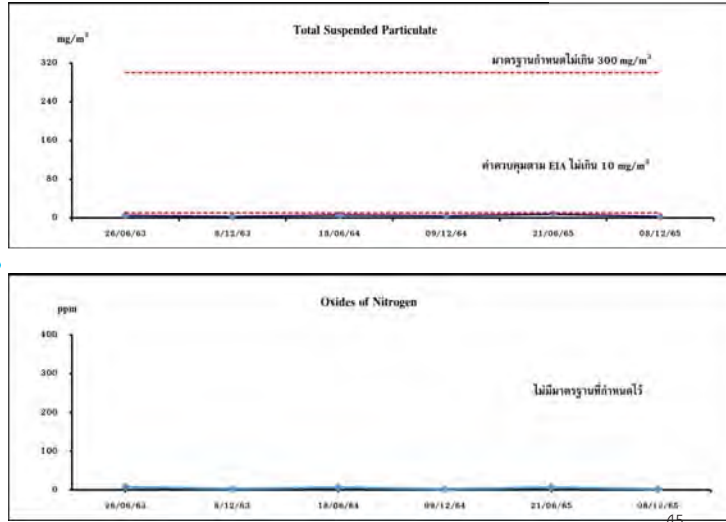 Total Suspended Particulate
mg/m³
มาตรฐานกำหนดไม่เกิน 300 mg/m³
320
240
160
ค่าควบคุมตาม EIA ไม่เกิน 10 mg/m³
80
0
26/06/63 8/12/63 18/06/64 09/12/64 21/06/65 08/12/65
Oxides of Nitrogen
ppm
400
300
ไม่มีมาตรฐานที่กำหนดไว้
200
100
0
26/06/63 8/12/63 18/06/64 09/12/64 21/06/65 08/12/65
45